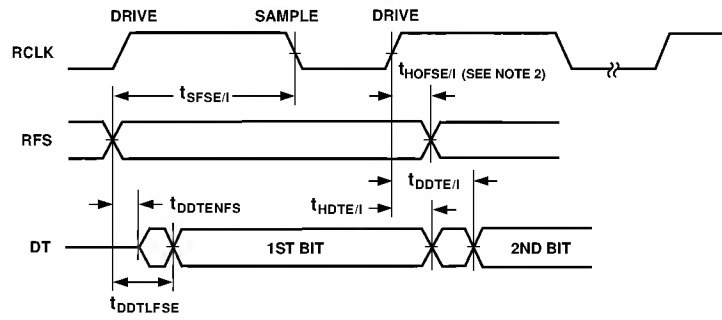 DRIVE SAMPLE DRIVE
RCLK
tHOFSE/I (SEE NOTE 2)
tSFSE/I
RFS
tDDTE/I
tDDTENFS
tHDTE/I
DT
1ST BIT
2ND BIT
tDDTLFSE